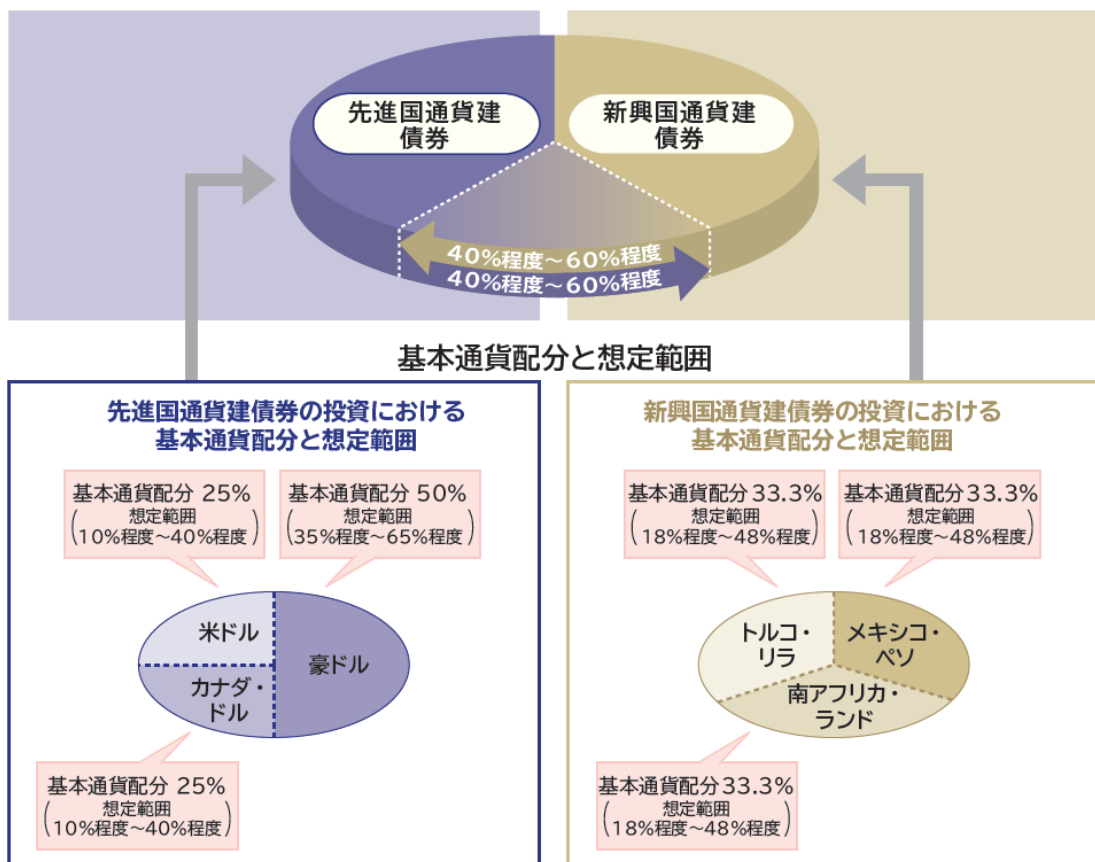 先進国通貨建
債券
新興国通貨建
債券
40%程度～60%程度
40%程度～60%程度
基本通貨配分と想定範囲
先進国通貨建債券の投資における
基本通貨配分と想定範囲
基本通貨配分 25%
想定範囲
(10%程度～40%程度)
基本通貨配分 50%
想定範囲
(35%程度～65%程度)
米ドル
豪ドル
カナダ・
ドル
基本通貨配分 25%
想定範囲
(10%程度～40%程度)
新興国通貨建債券の投資における
基本通貨配分と想定範囲
基本通貨配分 33.3%
想定範囲
(18%程度～48%程度)
基本通貨配分 33.3%
想定範囲
(18%程度～48%程度)
トルコ・
リラ
メキシコ・
ペソ
南アフリカ・
ランド
基本通貨配分 33.3%
想定範囲
(18%程度～48%程度)